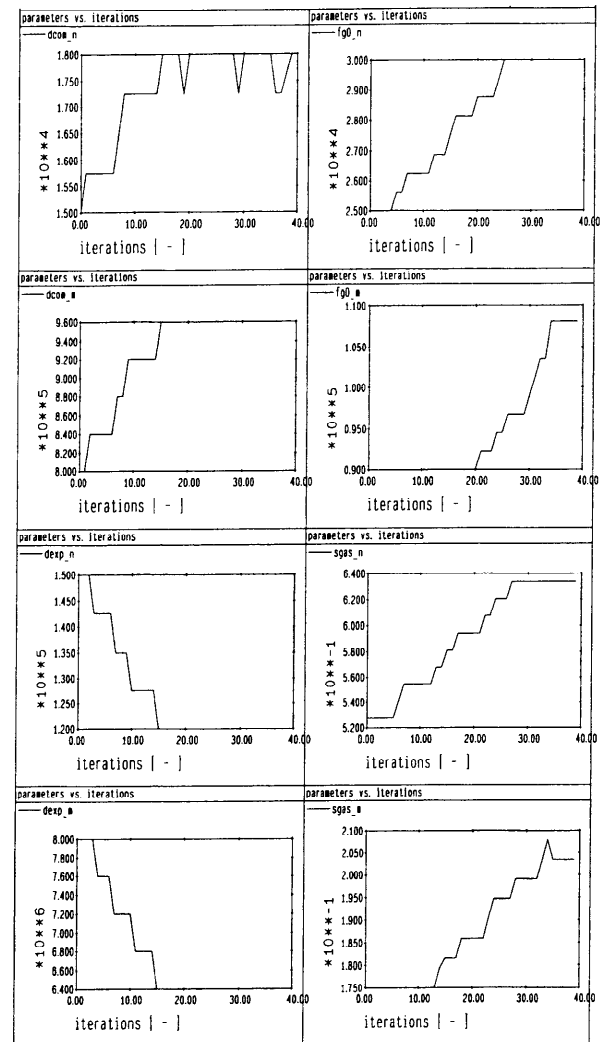 parameters vs. iterations
dcom_n
1.800
1.750
1.700
1.650
1.600
1.550
1.500
*10**4
0.00 10.00 20.00 30.00 40.00
iterations [ - ]
parameters vs. iterations
fg0_n
3.000
2.900
2.800
2.700
2.600
2.500
*10**4
0.00 10.00 20.00 30.00 40.00
iterations [ - ]
parameters vs. iterations
dcom_m
9.600
9.200
9.000
8.800
8.600
8.400
8.200
8.000
*10**5
0.00 10.00 20.00 30.00 40.00
iterations [ - ]
parameters vs. iterations
fg0_m
1.100
1.050
1.000
0.950
0.900
*10**5
0.00 10.00 20.00 30.00 40.00
iterations [ - ]
parameters vs. iterations
dexp_n
1.500
1.450
1.400
1.350
1.300
1.250
1.200
*10**5
0.00 10.00 20.00 30.00 40.00
iterations [ - ]
parameters vs. iterations
sgas_n
6.400
6.200
6.000
5.800
5.600
5.400
5.200
*10**-1
0.00 10.00 20.00 30.00 40.00
iterations [ - ]
parameters vs. iterations
dexp_m
8.000
7.800
7.600
7.400
7.200
7.000
6.800
6.600
6.400
*10**6
0.00 10.00 20.00 30.00 40.00
iterations [ - ]
parameters vs. iterations
sgas_m
2.100
2.050
2.000
1.950
1.900
1.850
1.800
1.750
*10**-1
0.00 10.00 20.00 30.00 40.00
iterations [ - ]